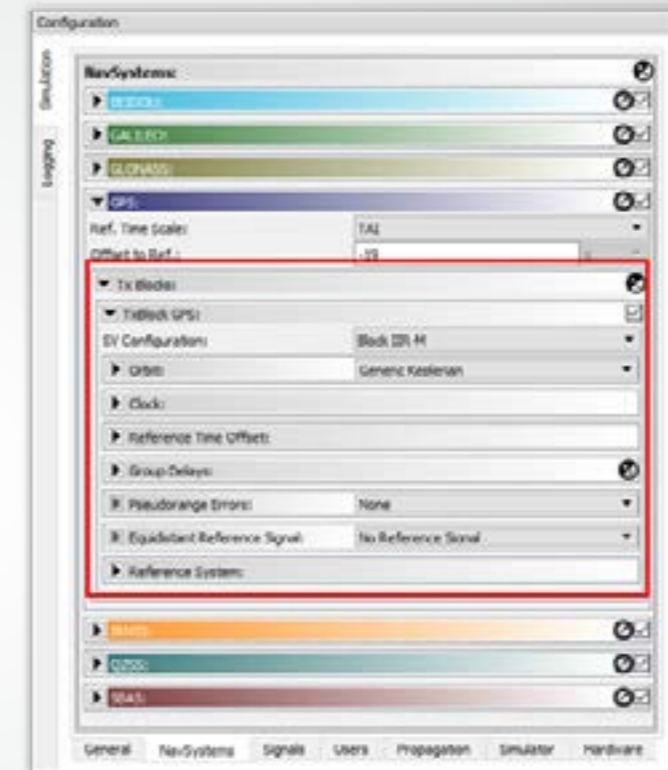 Configuration
Simulation
Logging
NavSystems:
BEIDOU:
GALILEO:
GLONASS:
GPS:
Ref. Time Scale: TAI
Offset to Ref.: -19
Tx Blocks:
TxBlock GPS:
SV Configuration: Block IIR-M
Orbit: Generic Keplerian
Clock:
Reference Time Offset:
Group Delays:
Pseudorange Errors: None
Equidistant Reference Signal: No Reference Signal
Reference System:
IRNSS:
QZSS:
SBAS:
General NavSystems Signals Users Propagation Simulator Hardware